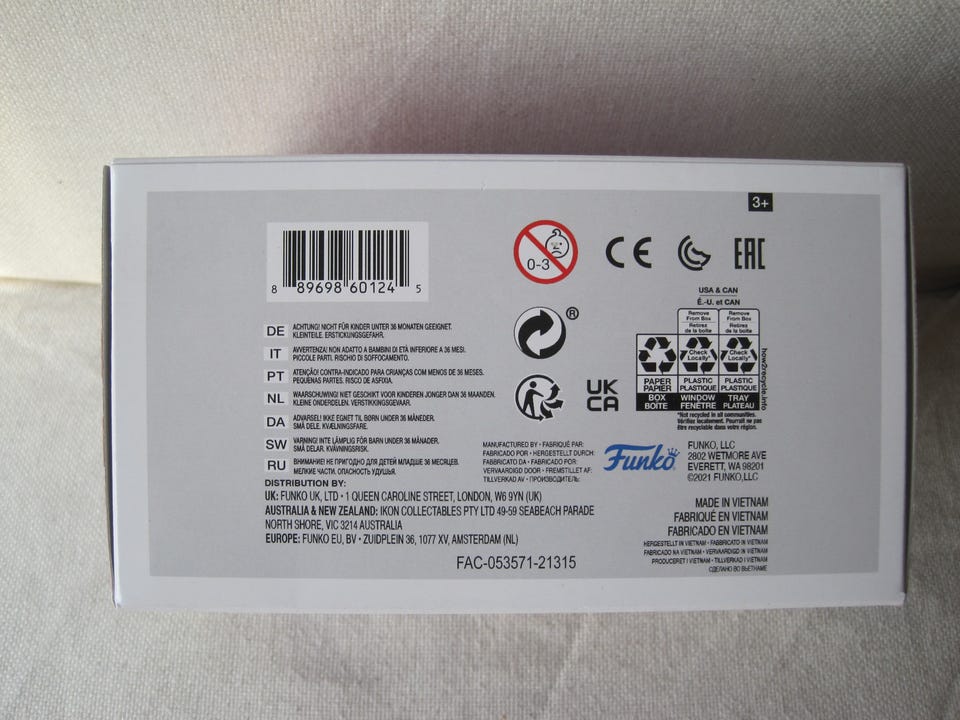 3+
8 89698 60124 5
0-3
CE
EAC
USA & CAN
É.-U. et CAN
Remove From Box
Retirez de la boîte
Remove From Box
Retirez de la boîte
Check Locally*
Check Locally*
PAPER
PAPIER
BOX
BOÎTE
PLASTIC
PLASTIQUE
WINDOW
FENÊTRE
PLASTIC
PLASTIQUE
TRAY
PLATEAU
how2recycle.info
*Not recycled in all communities.
Vérifiez localement. Pourrait ne pas
être recyclable dans votre région.
®
UK
CA
DE ACHTUNG! NICHT FÜR KINDER UNTER 36 MONATEN GEEIGNET.
KLEINTEILE. ERSTICKUNGSGEFAHR.
IT AVVERTENZA! NON ADATTO A BAMBINI DI ETÀ INFERIORE A 36 MESI.
PICCOLE PARTI. RISCHIO DI SOFFOCAMENTO.
PT ATENÇÃO! CONTRA-INDICADO PARA CRIANÇAS COM MENOS DE 36 MESES.
PEQUENAS PARTES. RISCO DE ASFIXIA.
NL WAARSCHUWING! NIET GESCHIKT VOOR KINDEREN JONGER DAN 36 MAANDEN.
KLEINE ONDERDELEN. VERSTIKKINGSGEVAAR.
DA ADVARSEL! IKKE EGNET TIL BØRN UNDER 36 MÅNEDER.
SMÅ DELE. KVÆLNINGSFARE.
SW VARNING! INTE LÄMPLIG FÖR BARN UNDER 36 MÅNADER.
SMÅ DELAR. KVÄVNINGSRISK.
RU ВНИМАНИЕ! НЕ ПРИГОДНО ДЛЯ ДЕТЕЙ МЛАДШЕ 36 МЕСЯЦЕВ.
МЕЛКИЕ ЧАСТИ. ОПАСНОСТЬ УДУШЬЯ.
DISTRIBUTION BY:
UK: FUNKO UK, LTD • 1 QUEEN CAROLINE STREET, LONDON, W6 9YN (UK)
AUSTRALIA & NEW ZEALAND: IKON COLLECTABLES PTY LTD 49-59 SEABEACH PARADE
NORTH SHORE, VIC 3214 AUSTRALIA
EUROPE: FUNKO EU, BV • ZUIDPLEIN 36, 1077 XV, AMSTERDAM (NL)
FAC-053571-21315
MANUFACTURED BY • FABRIQUÉ PAR:
FABRICADO POR • HERGESTELLT DURCH:
FABBRICATO DA • FABRICADO POR:
VERVAARDIGD DOOR • FREMSTILLET AF:
TILLVERKAD AV • ПРОИЗВОДИТЕЛЬ:
Funko
FUNKO, LLC
2802 WETMORE AVE
EVERETT, WA 98201
©2021 FUNKO,LLC
MADE IN VIETNAM
FABRIQUÉ EN VIETNAM
FABRICADO EN VIETNAM
HERGESTELLT IN VIETNAM • FABBRICATO IN VIETNAM
FABRICADO NA VIETNAM • VERVAARDIGD IN VIETNAM
PRODUCERET I VIETNAM • TILLVERKAD I VIETNAM
СДЕЛАНО ВО ВЬЕТНАМЕ